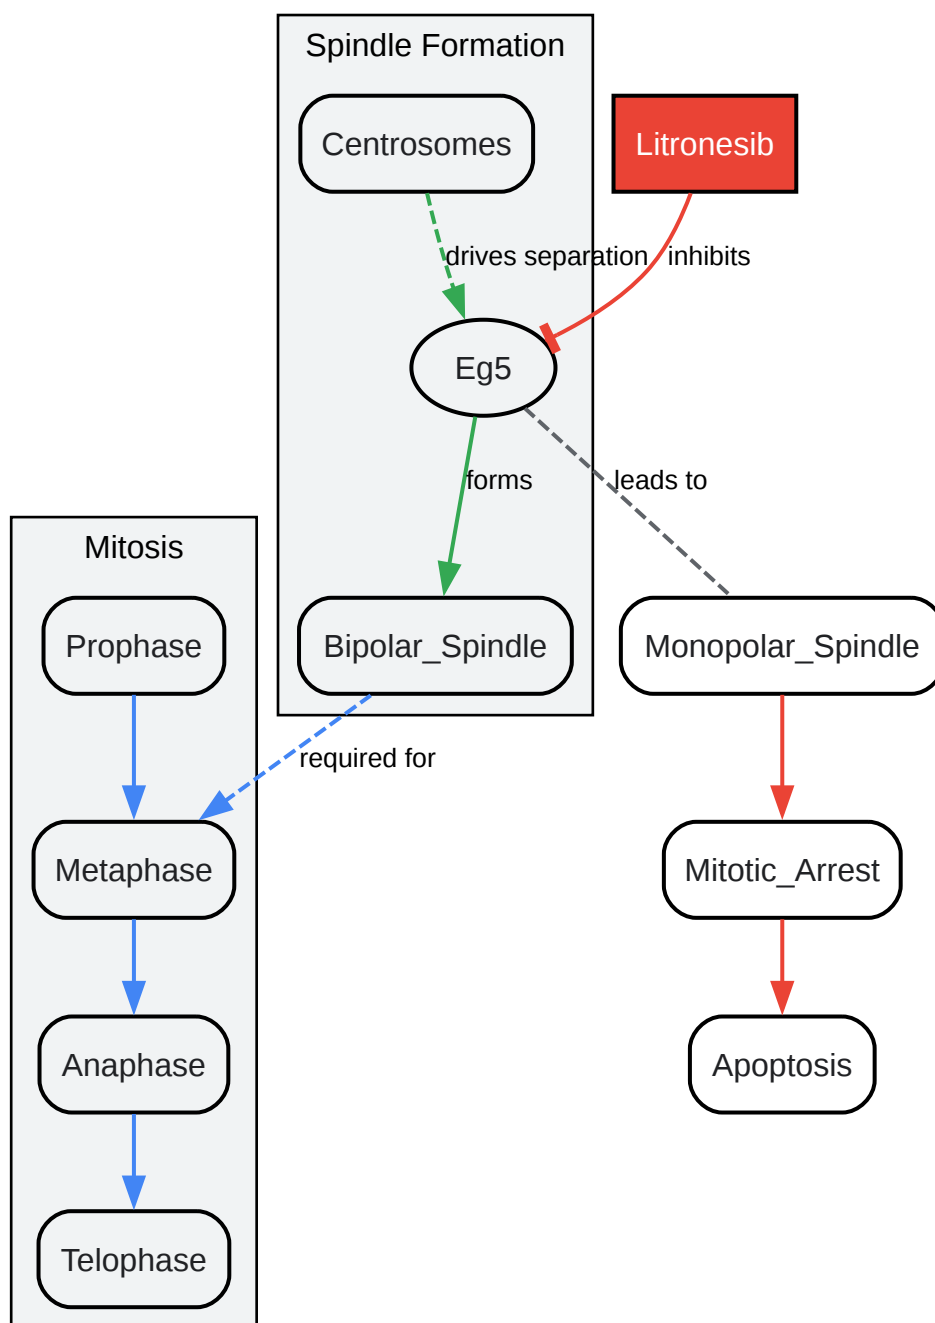 Spindle Formation
Centrosomes
Litronesib
drives separation
inhibits
Eg5
forms
leads to
Mitosis
Prophase
Bipolar_Spindle
Monopolar_Spindle
required for
Metaphase
Mitotic_Arrest
Anaphase
Apoptosis
Telophase